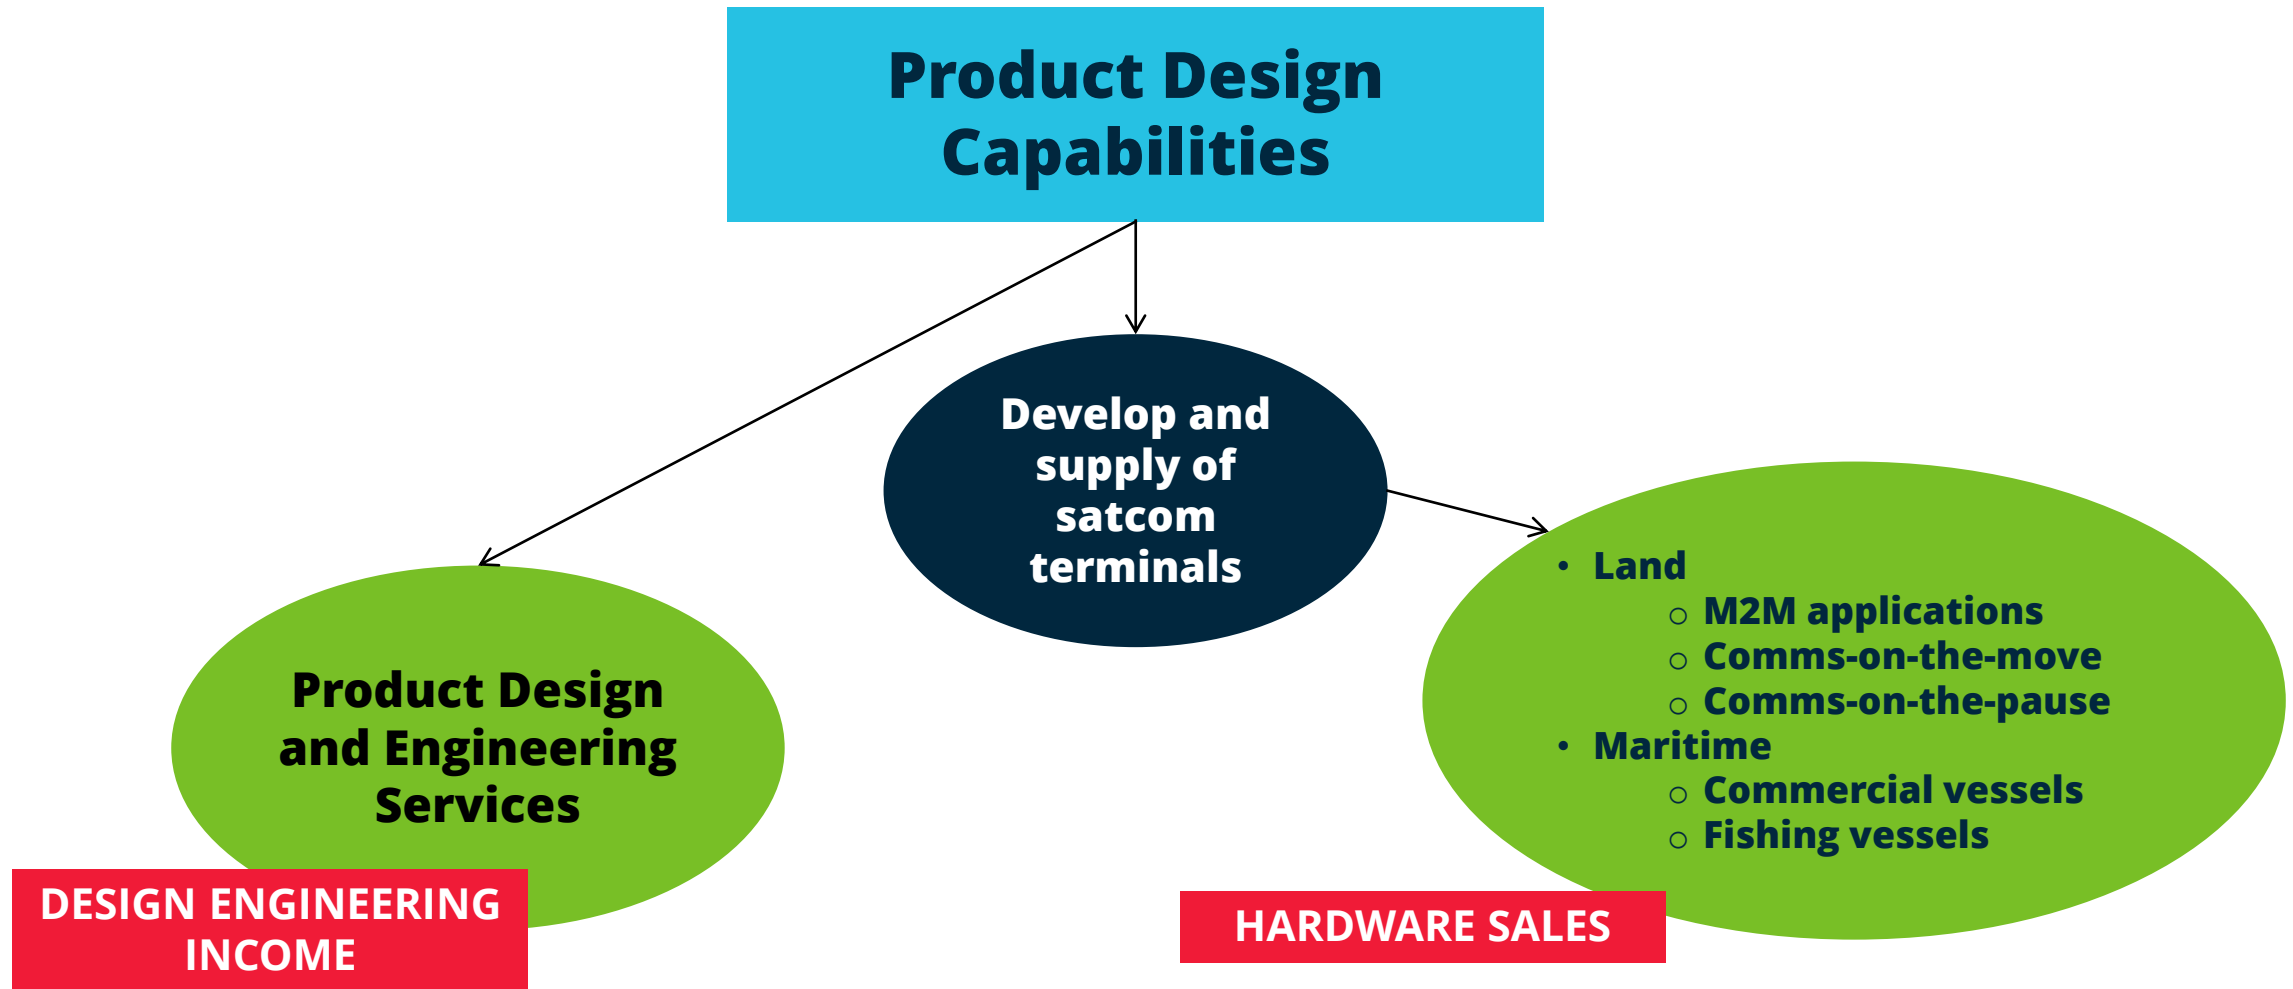 Product Design
Capabilities
Develop and
supply of
satcom
terminals
Product Design
and Engineering
Services
DESIGN ENGINEERING
INCOME
• Land
o M2M applications
o Comms-on-the-move
o Comms-on-the-pause
• Maritime
o Commercial vessels
o Fishing vessels
HARDWARE SALES